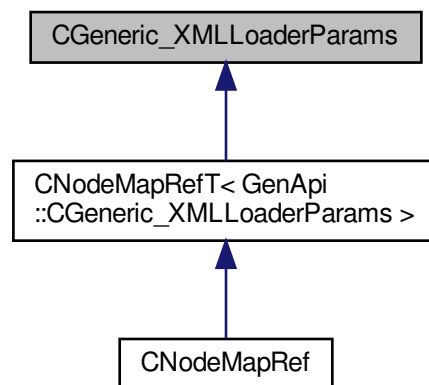 CGeneric_XMLLoaderParams
CNodeMapRefT< GenApi
::CGeneric_XMLLoaderParams >
CNodeMapRef